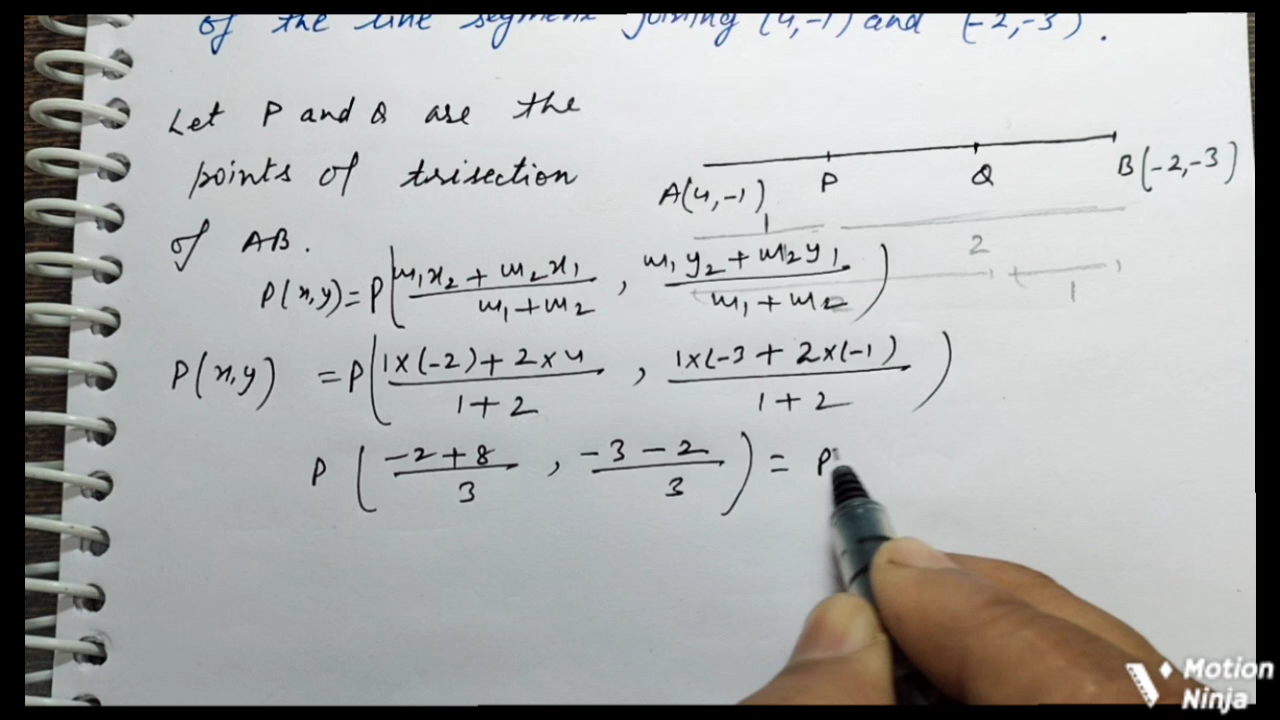 of the line segment joining (4,-1) and (-2,-3).
Let P and Q are the
points of trisection
of AB.
A(4,-1) P Q B(-2,-3)
1 2
1
P(x,y)=P(m₁x₂+m₂x₁/m₁+m₂, m₁y₂+m₂y₁/m₁+m₂)
P(x,y) =P(1×(-2)+2×4/1+2, 1×(-3+2×(-1)/1+2)
P(-2+8/3, -3-2/3) = P
Motion
Ninja